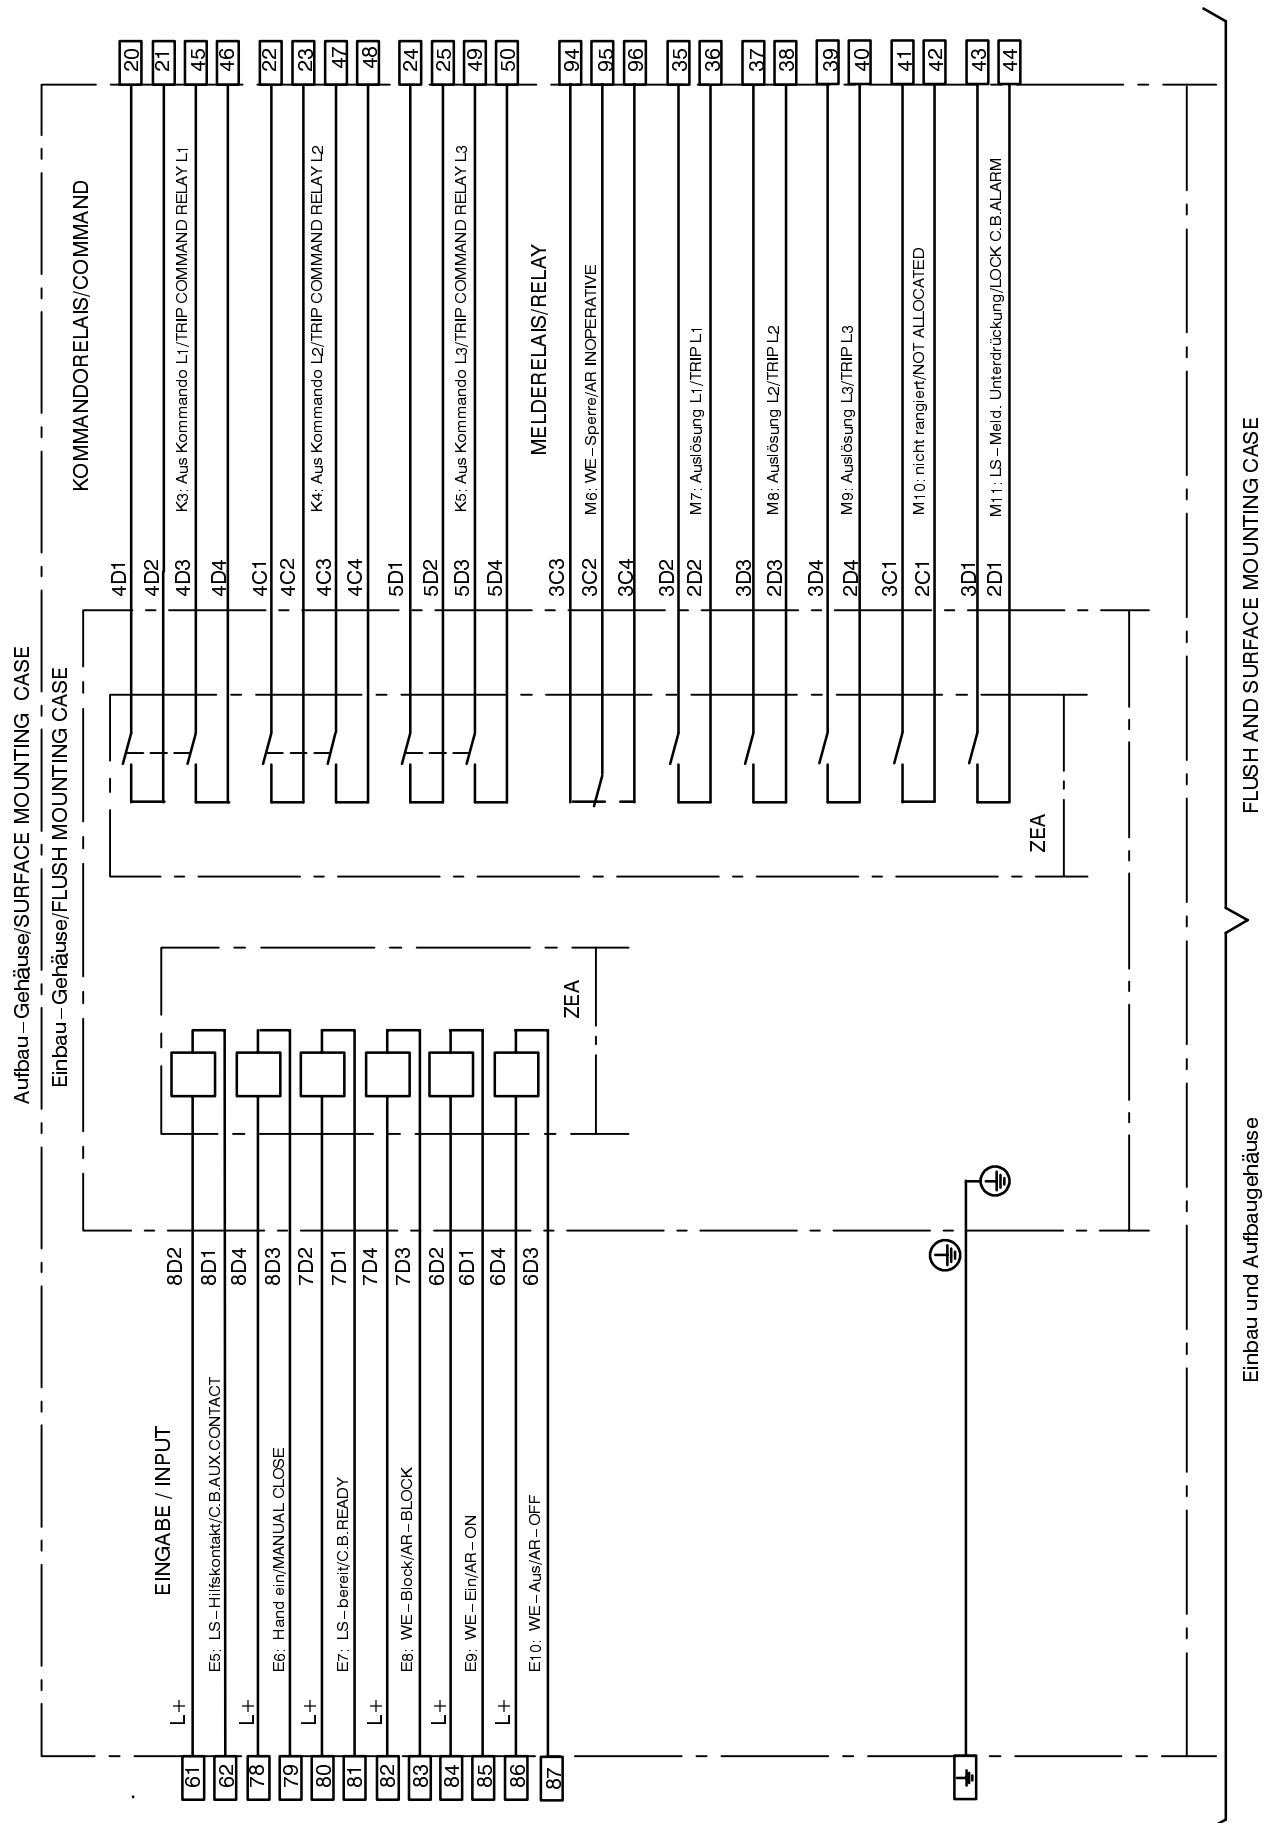 Aufbau–Gehäuse/SURFACE MOUNTING CASE
Einbau–Gehäuse/FLUSH MOUNTING CASE
KOMMANDORELAIS/COMMAND
4D1 20
4D2 21
K3: Aus Kommando L1/TRIP COMMAND RELAY L1
4D3 45
4D4 46
4C1 22
4C2 23
K4: Aus Kommando L2/TRIP COMMAND RELAY L2
4C3 47
4C4 48
5D1 24
5D2 25
K5: Aus Kommando L3/TRIP COMMAND RELAY L3
5D3 49
5D4 50
MELDERELAIS/RELAY
3C3 94
3C2 95
M6: WE–Sperre/AR INOPERATIVE
3C4 96
3D2 35
M7: Auslösung L1/TRIP L1
2D2 36
3D3 37
M8: Auslösung L2/TRIP L2
2D3 38
3D4 39
M9: Auslösung L3/TRIP L3
2D4 40
3C1 41
M10: nicht rangiert/NOT ALLOCATED
2C1 42
3D1 43
M11: LS–Meld. Unterdrückung/LOCK C.B.ALARM
2D1 44
ZEA
EINGABE / INPUT
61 L+ 8D2
E5: LS–Hilfskontakt/C.B.AUX.CONTACT
62 8D1
78 L+ 8D4
E6: Hand ein/MANUAL CLOSE
79 8D3
80 L+ 7D2
E7: LS–bereit/C.B.READY
81 7D1
82 L+ 7D4
E8: WE–Block/AR–BLOCK
83 7D3
84 L+ 6D2
E9: WE–Ein/AR–ON
85 6D1
86 L+ 6D4
E10: WE–Aus/AR–OFF
87 6D3
ZEA
Einbau und Aufbaugehäuse
FLUSH AND SURFACE MOUNTING CASE